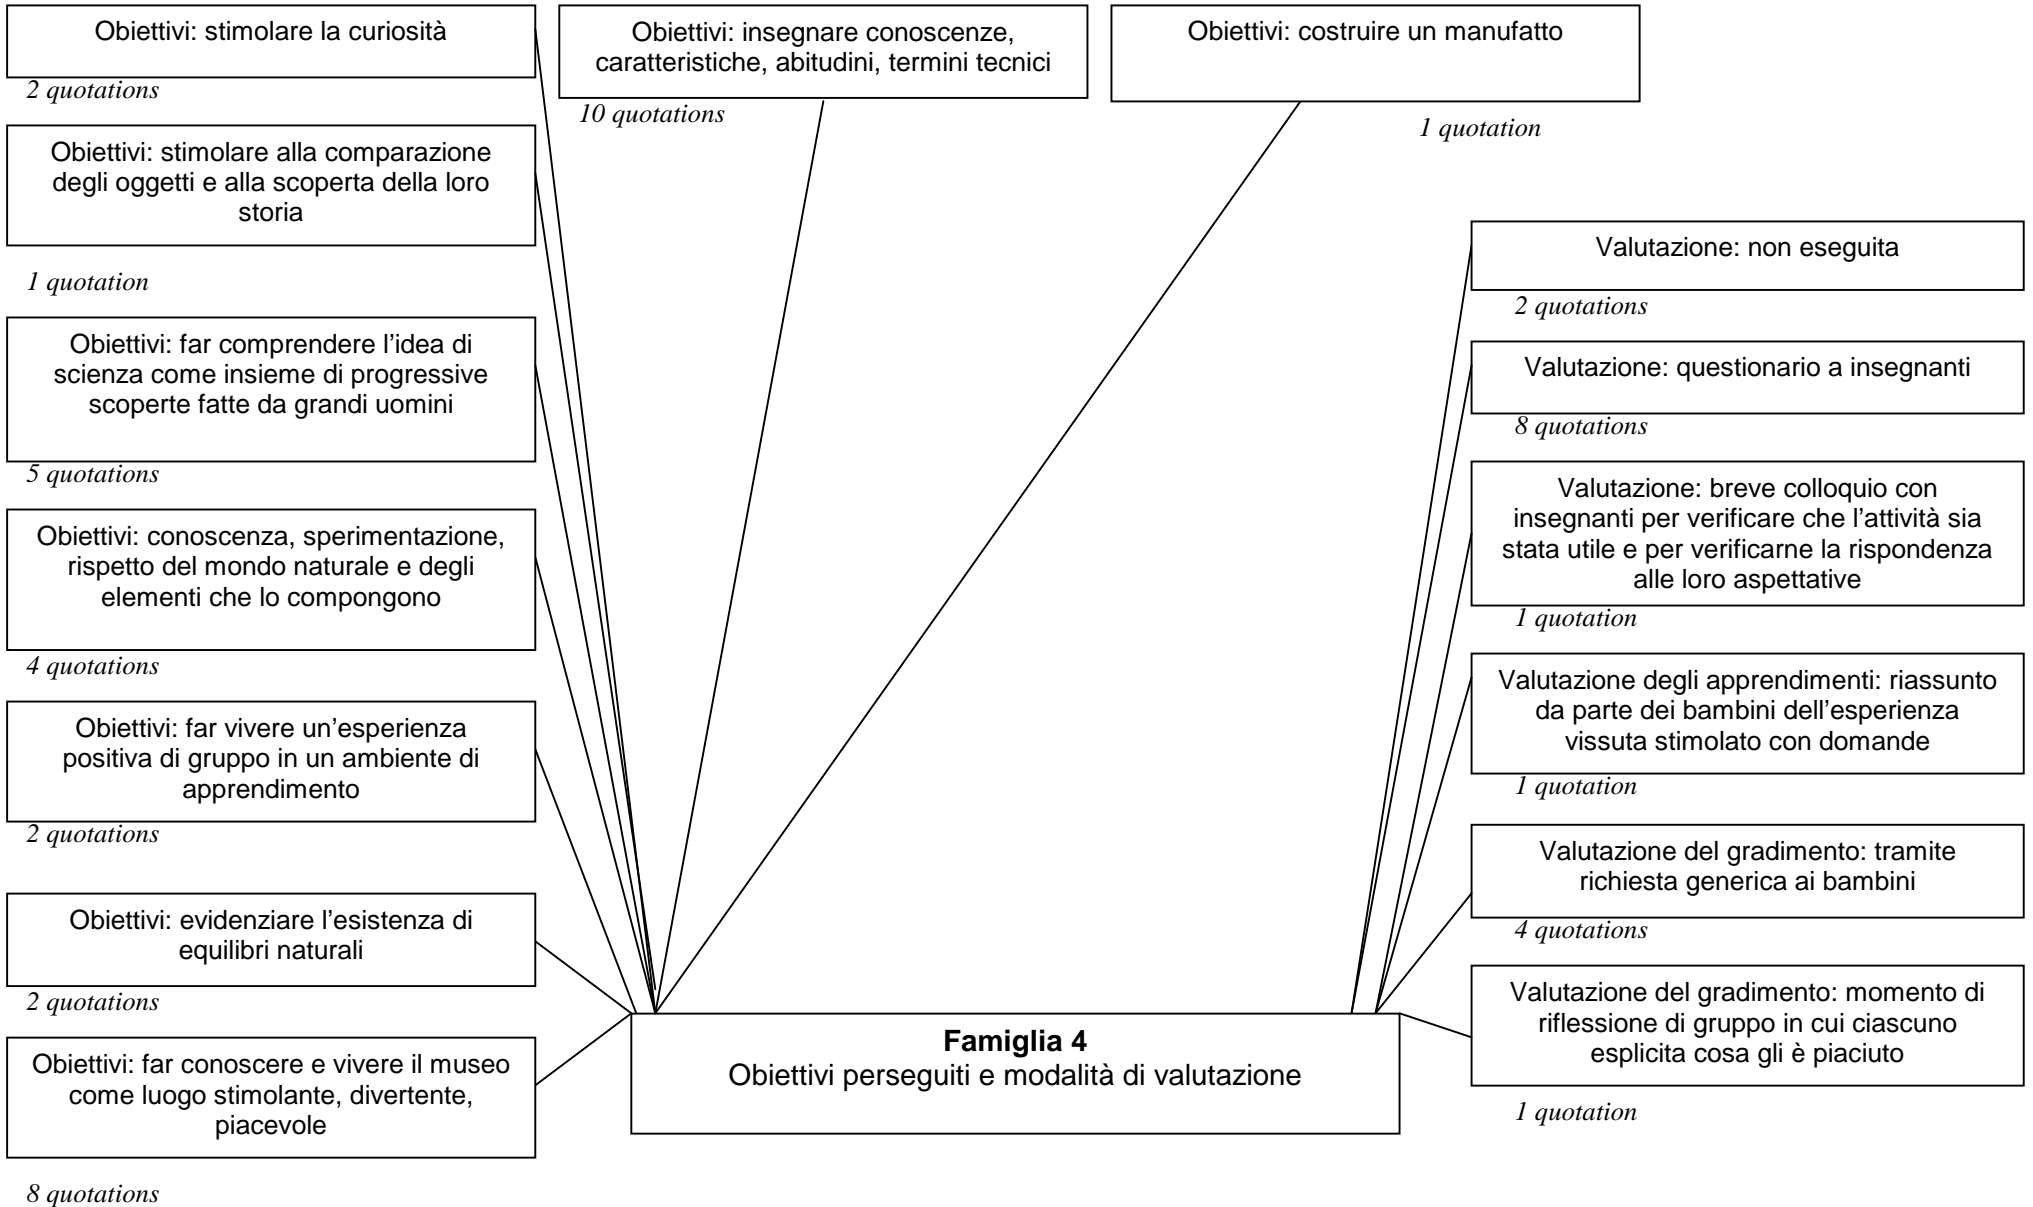 Obiettivi: stimolare la curiosità
2 quotations
Obiettivi: insegnare conoscenze,
caratteristiche, abitudini, termini tecnici
10 quotations
Obiettivi: costruire un manufatto
1 quotation
Obiettivi: stimolare alla comparazione
degli oggetti e alla scoperta della loro
storia
1 quotation
Obiettivi: far comprendere l’idea di
scienza come insieme di progressive
scoperte fatte da grandi uomini
5 quotations
Obiettivi: conoscenza, sperimentazione,
rispetto del mondo naturale e degli
elementi che lo compongono
4 quotations
Obiettivi: far vivere un’esperienza
positiva di gruppo in un ambiente di
apprendimento
2 quotations
Obiettivi: evidenziare l’esistenza di
equilibri naturali
2 quotations
Obiettivi: far conoscere e vivere il museo
come luogo stimolante, divertente,
piacevole
8 quotations
Valutazione: non eseguita
2 quotations
Valutazione: questionario a insegnanti
8 quotations
Valutazione: breve colloquio con
insegnanti per verificare che l’attività sia
stata utile e per verificarne la rispondenza
alle loro aspettative
1 quotation
Valutazione degli apprendimenti: riassunto
da parte dei bambini dell’esperienza
vissuta stimolato con domande
1 quotation
Valutazione del gradimento: tramite
richiesta generica ai bambini
4 quotations
Valutazione del gradimento: momento di
riflessione di gruppo in cui ciascuno
esplicita cosa gli è piaciuto
1 quotation
Famiglia 4
Obiettivi perseguiti e modalità di valutazione